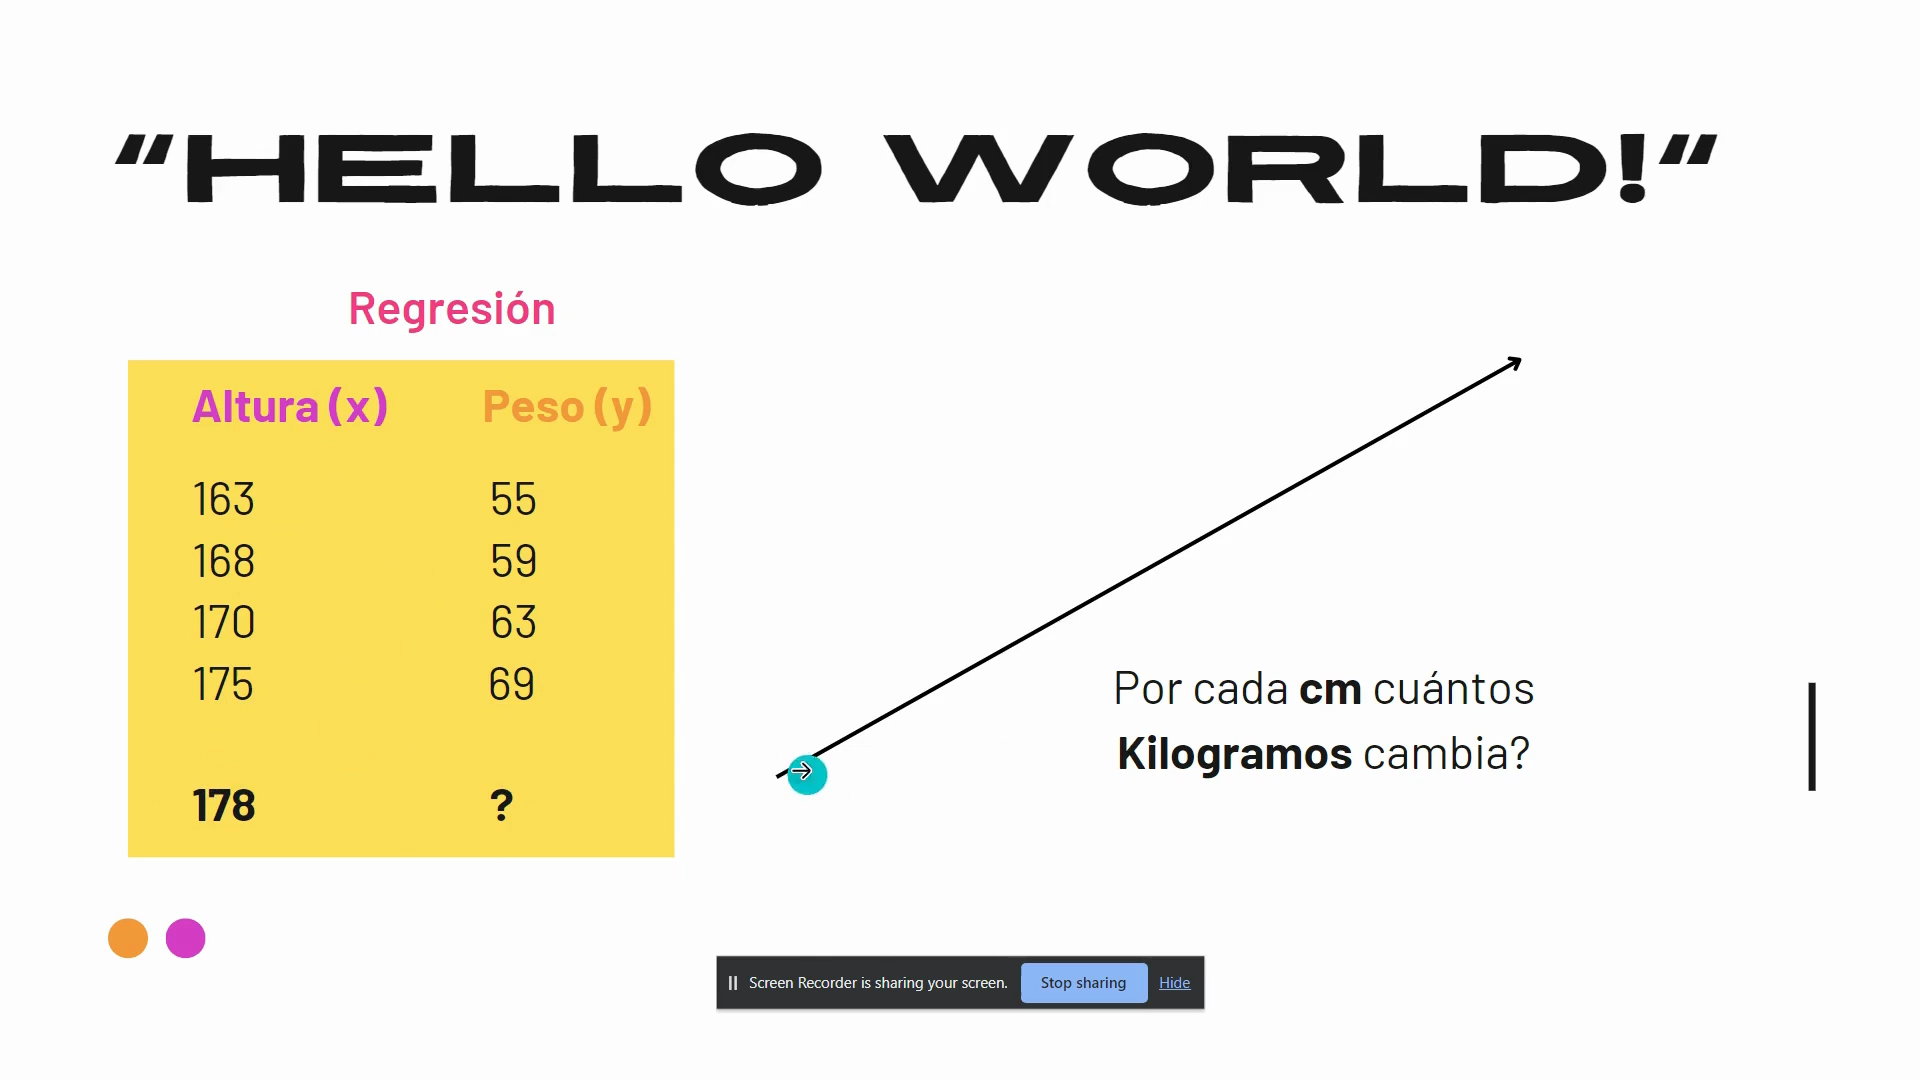 “HELLO WORLD!“
Regresión
Altura (x) Peso (y)
163 55
168 59
170 63
175 69
178 ?
Por cada cm cuántos
Kilogramos cambia?
Screen Recorder is sharing your screen. Stop sharing Hide